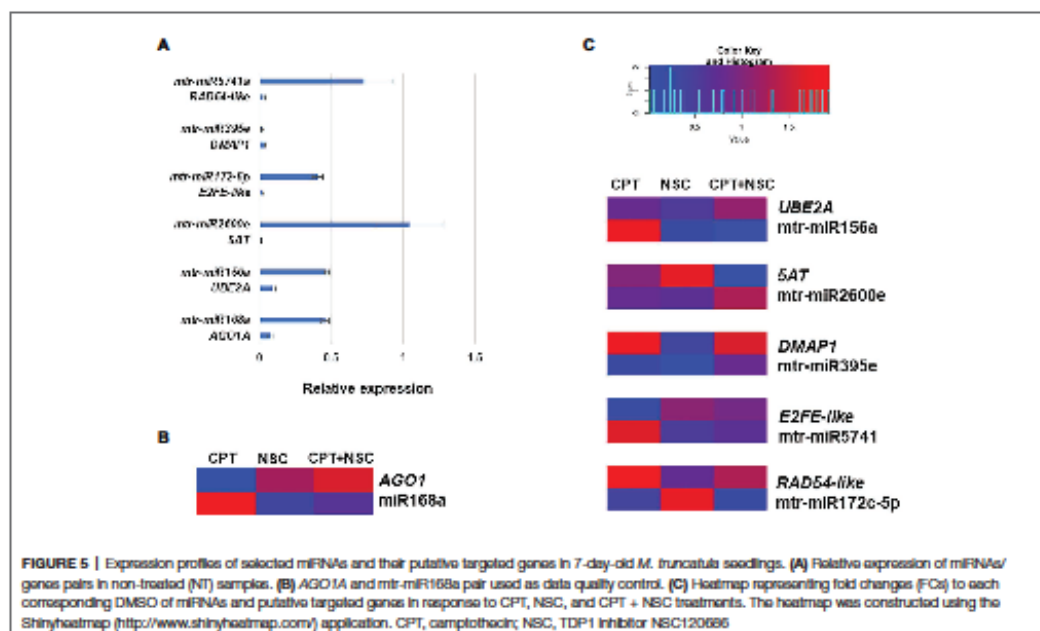 A
mtr-miR5741a
RAD54-like
mtr-miR395e
DMAP1
mtr-miR172-5p
E2FE-like
mtr-miR2600e
5AT
mtr-miR156a
UBE2A
mtr-miR168a
AGO1A
0 0.5 1 1.5
Relative expression
B
CPT NSC CPT+NSC
AGO1
miR168a
C
Color Key
and Histogram
0.5 1 1.5
Value
CPT NSC CPT+NSC
UBE2A
mtr-miR156a
5AT
mtr-miR2600e
DMAP1
mtr-miR395e
E2FE-like
mtr-miR5741
RAD54-like
mtr-miR172c-5p
FIGURE 5 | Expression profiles of selected miRNAs and their putative targeted genes in 7-day-old M. truncatula seedlings. (A) Relative expression of miRNAs/
genes pairs in non-treated (NT) samples. (B) AGO1A and mtr-miR168a pair used as data quality control. (C) Heatmap representing fold changes (FCs) to each
corresponding DMSO of miRNAs and putative targeted genes in response to CPT, NSC, and CPT + NSC treatments. The heatmap was constructed using the
Shinyheatmap (http://www.shinyheatmap.com/) application. CPT, camptothecin; NSC, TDP1 inhibitor NSC120686